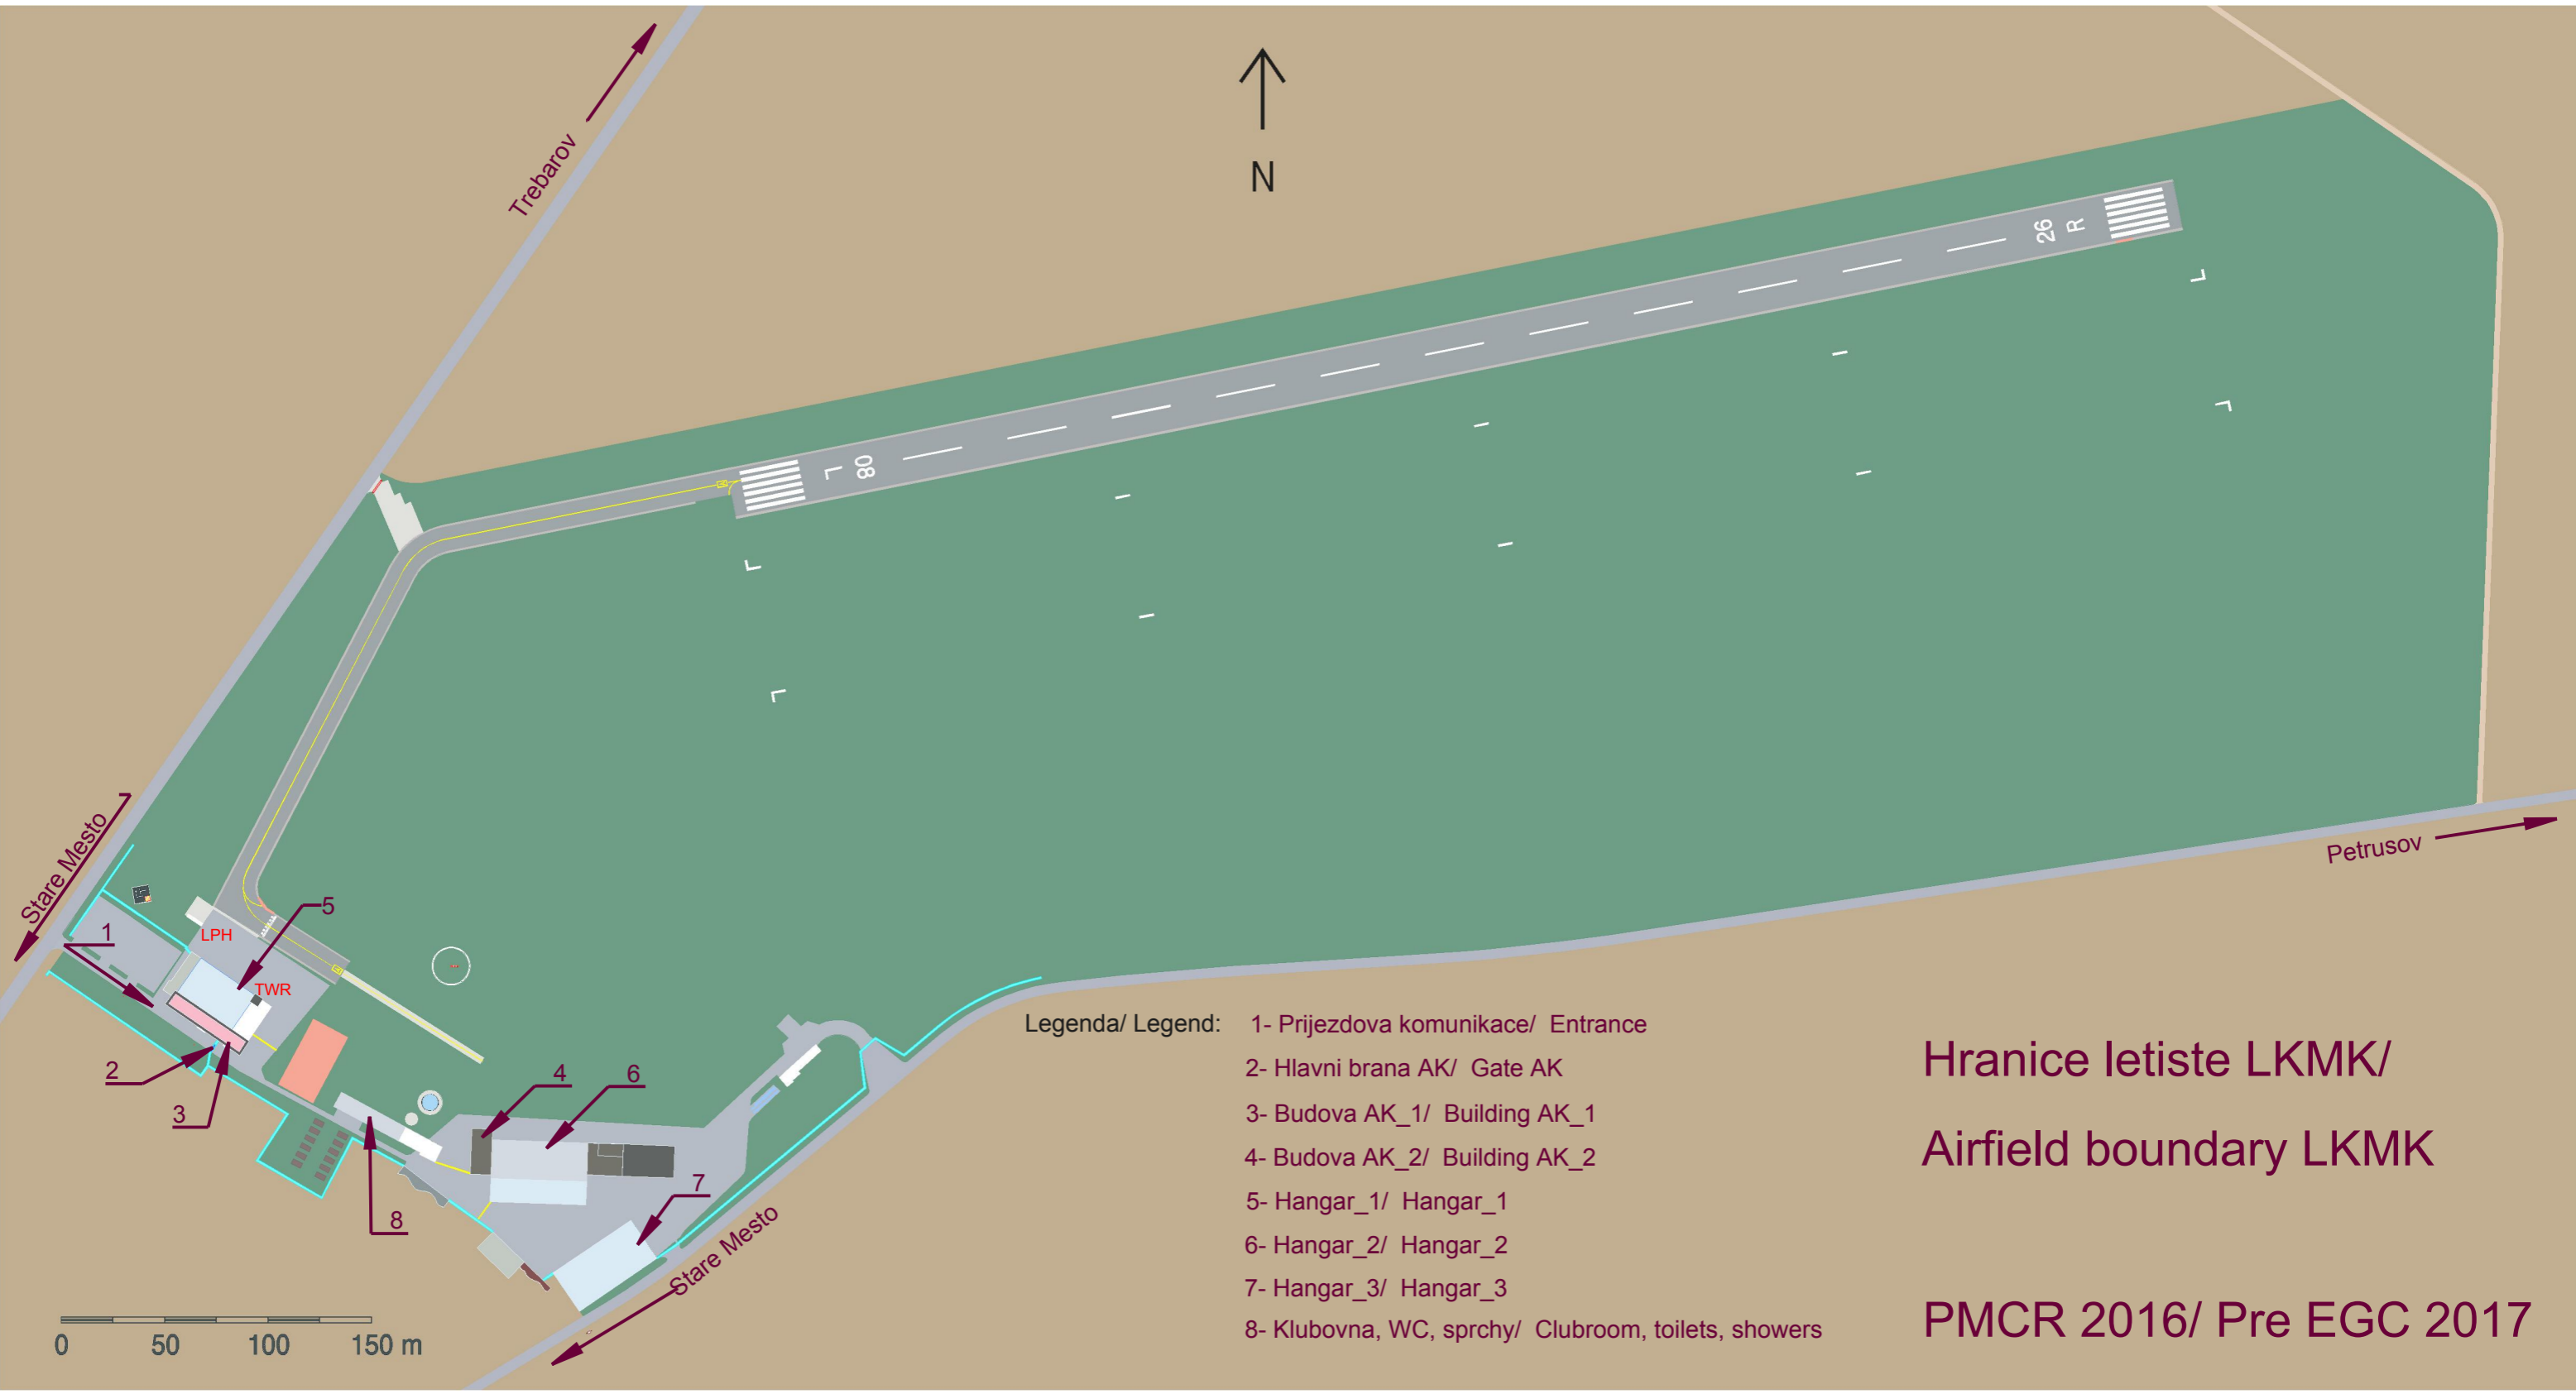 Trebarov
N
26
R
L
08
Stare Mesto
1
LPH
5
TWR
2
3
4
6
7
8
Stare Mesto
Petrusov
0 50 100 150 m
Legenda/ Legend:
1- Prijezdova komunikace/ Entrance
2- Hlavni brana AK/ Gate AK
3- Budova AK_1/ Building AK_1
4- Budova AK_2/ Building AK_2
5- Hangar_1/ Hangar_1
6- Hangar_2/ Hangar_2
7- Hangar_3/ Hangar_3
8- Klubovna, WC, sprchy/ Clubroom, toilets, showers
Hranice letiste LKMK/
Airfield boundary LKMK
PMCR 2016/ Pre EGC 2017